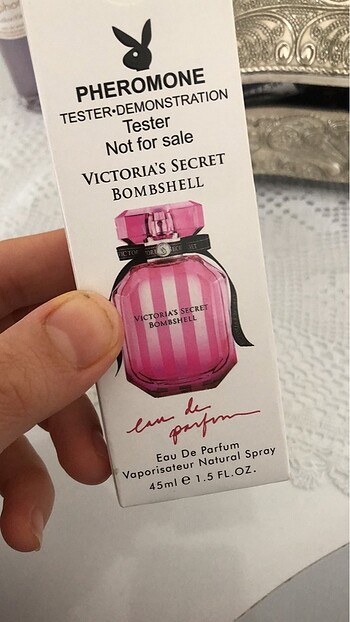 PHEROMONE
TESTER•DEMONSTRATION
Tester
Not for sale
VICTORIA'S SECRET
BOMBSHELL
VICTORIA'S SECRET
BOMBSHELL
eau de
parfum
Eau De Parfum
Vaporisateur Natural Spray
45ml e 1.5 FL.OZ.